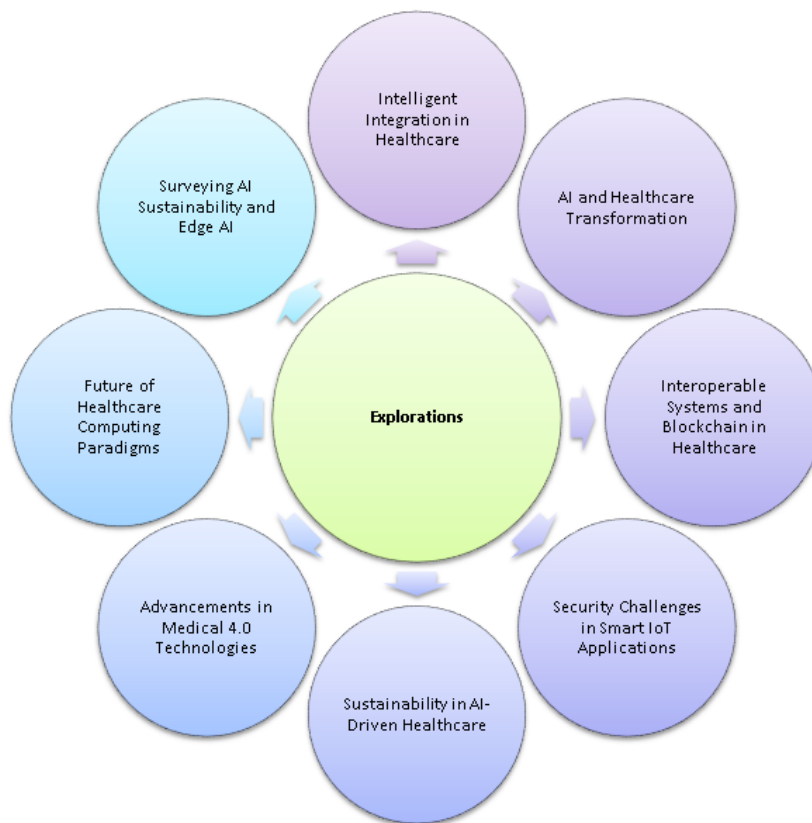 Intelligent
Integration in
Healthcare
AI and Healthcare
Transformation
Interoperable
Systems and
Blockchain in
Healthcare
Security Challenges
in Smart IoT
Applications
Sustainability in AI-
Driven Healthcare
Advancements in
Medical 4.0
Technologies
Future of
Healthcare
Computing
Paradigms
Surveying AI
Sustainability and
Edge AI
Explorations